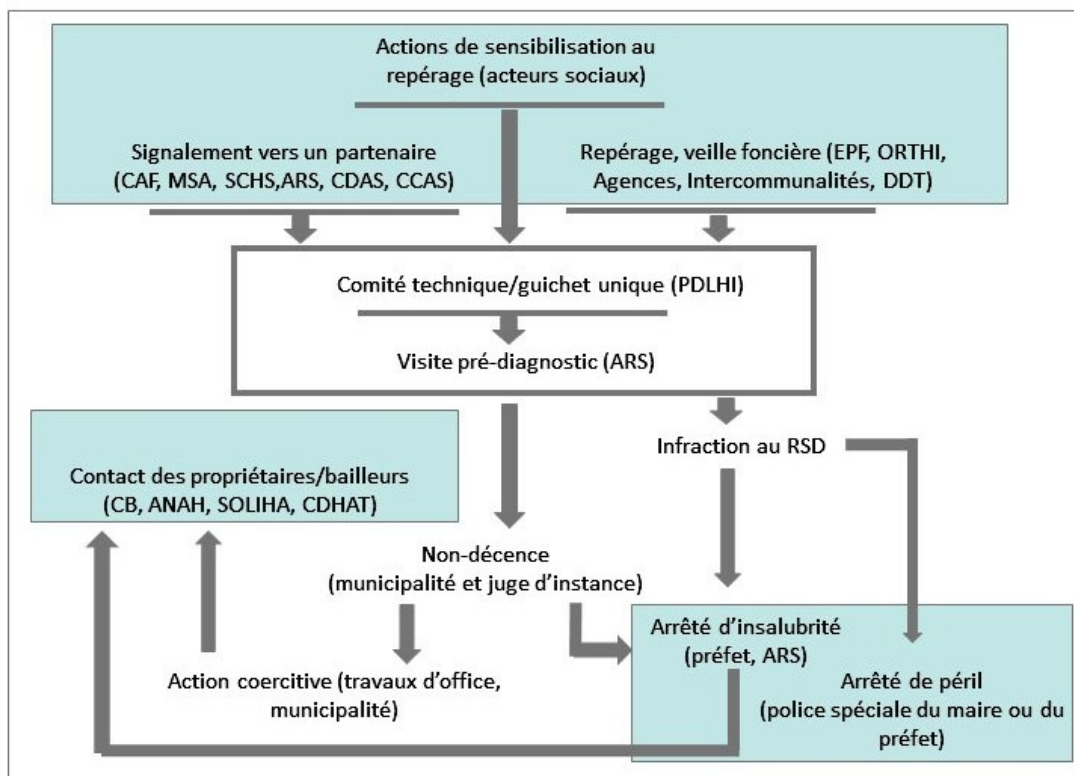 Actions de sensibilisation au
repérage (acteurs sociaux)
Signalement vers un partenaire
(CAF, MSA, SCHS,ARS, CDAS, CCAS)
Repérage, veille foncière (EPF, ORTHI,
Agences, Intercommunalités, DDT)
Comité technique/guichet unique (PDLHI)
Visite pré-diagnostic (ARS)
Infraction au RSD
Contact des propriétaires/bailleurs
(CB, ANAH, SOLIHA, CDHAT)
Non-décence
(municipalité et juge d’instance)
Arrêté d’insalubrité
(préfet, ARS)
Action coercitive (travaux d’office,
municipalité)
Arrêté de péril
(police spéciale du maire ou du
préfet)